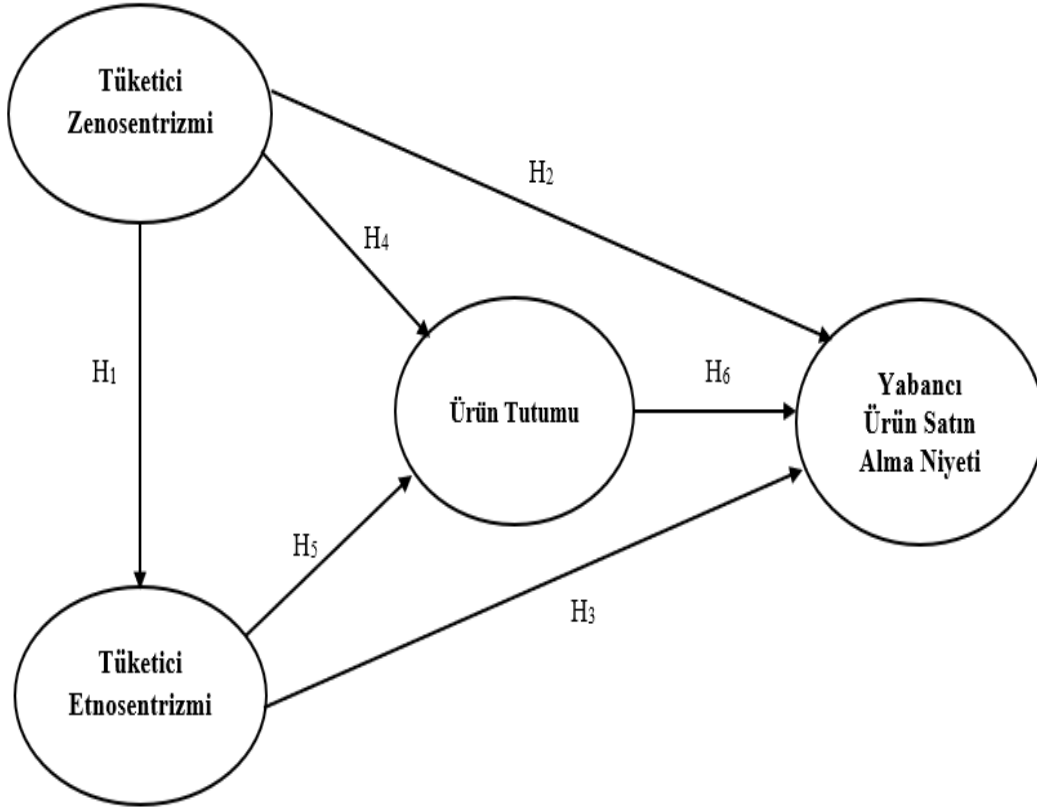 Tüketici
Zenosentrizmi
H₂
H₄
H₁
Ürün Tutumu
H₆
Yabancı
Ürün Satın
Alma Niyeti
H₅
H₃
Tüketici
Etnosentrizmi